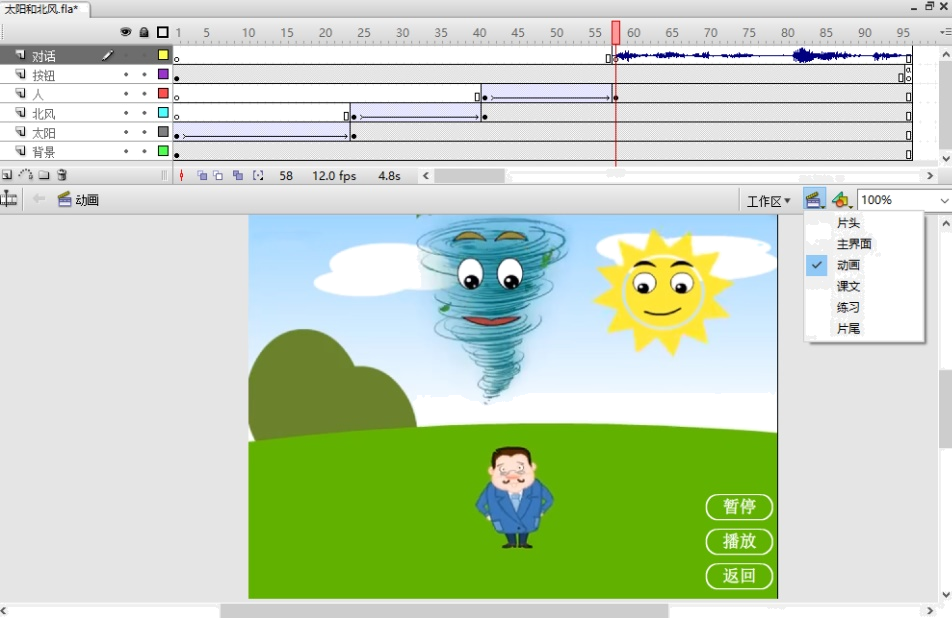 太阳和北风.fla*
1 5 10 15 20 25 30 35 40 45 50 55 60 65 70 75 80 85 90 95
对话
按钮
人
北风
太阳
背景
58 12.0 fps 4.8s
动画 工作区 100%
片头
主界面
动画
课文
练习
片尾
暂停
播放
返回